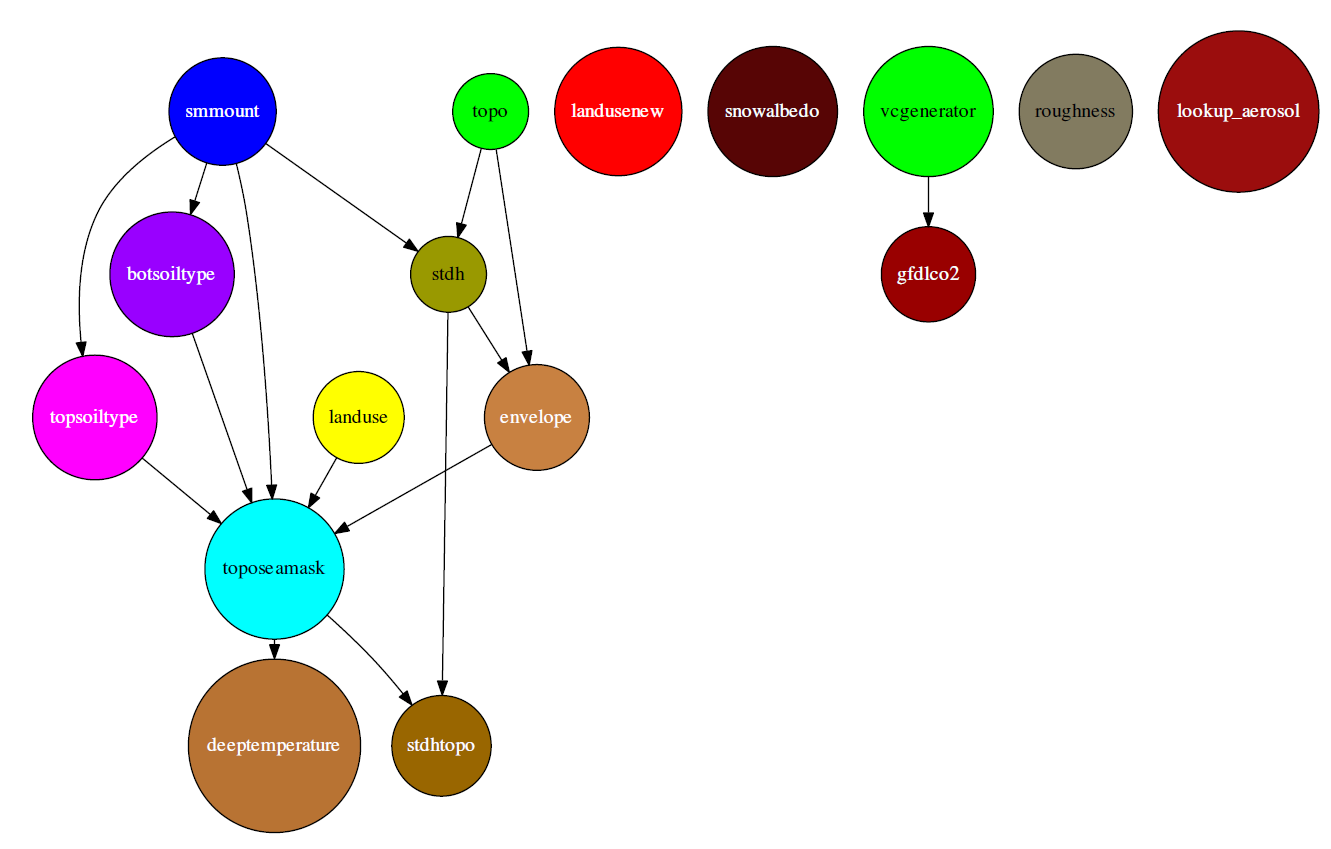 smmount
topo
landusenew
snowalbedo
vcgenerator
roughness
lookup_aerosol
botsoiltype
stdh
gfdlco2
topsoiltype
landuse
envelope
toposeamask
deeptemperature
stdhtopo